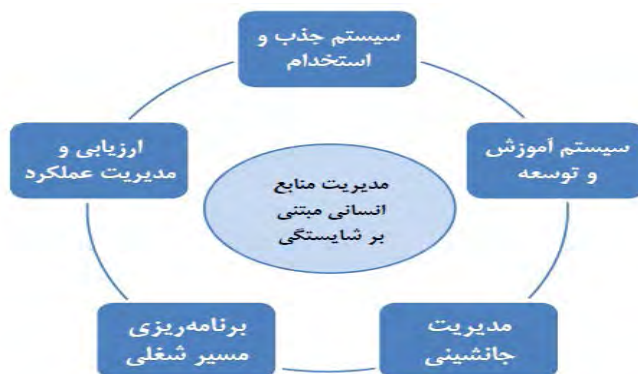 سیستم جذب و
استخدام
سیستم آموزش
و توسعه
مدیریت
جانشینی
برنامه‌ریزی
مسیر شغلی
ارزیابی و
مدیریت عملکرد
مدیریت منابع
انسانی مبتنی
بر شایستگی